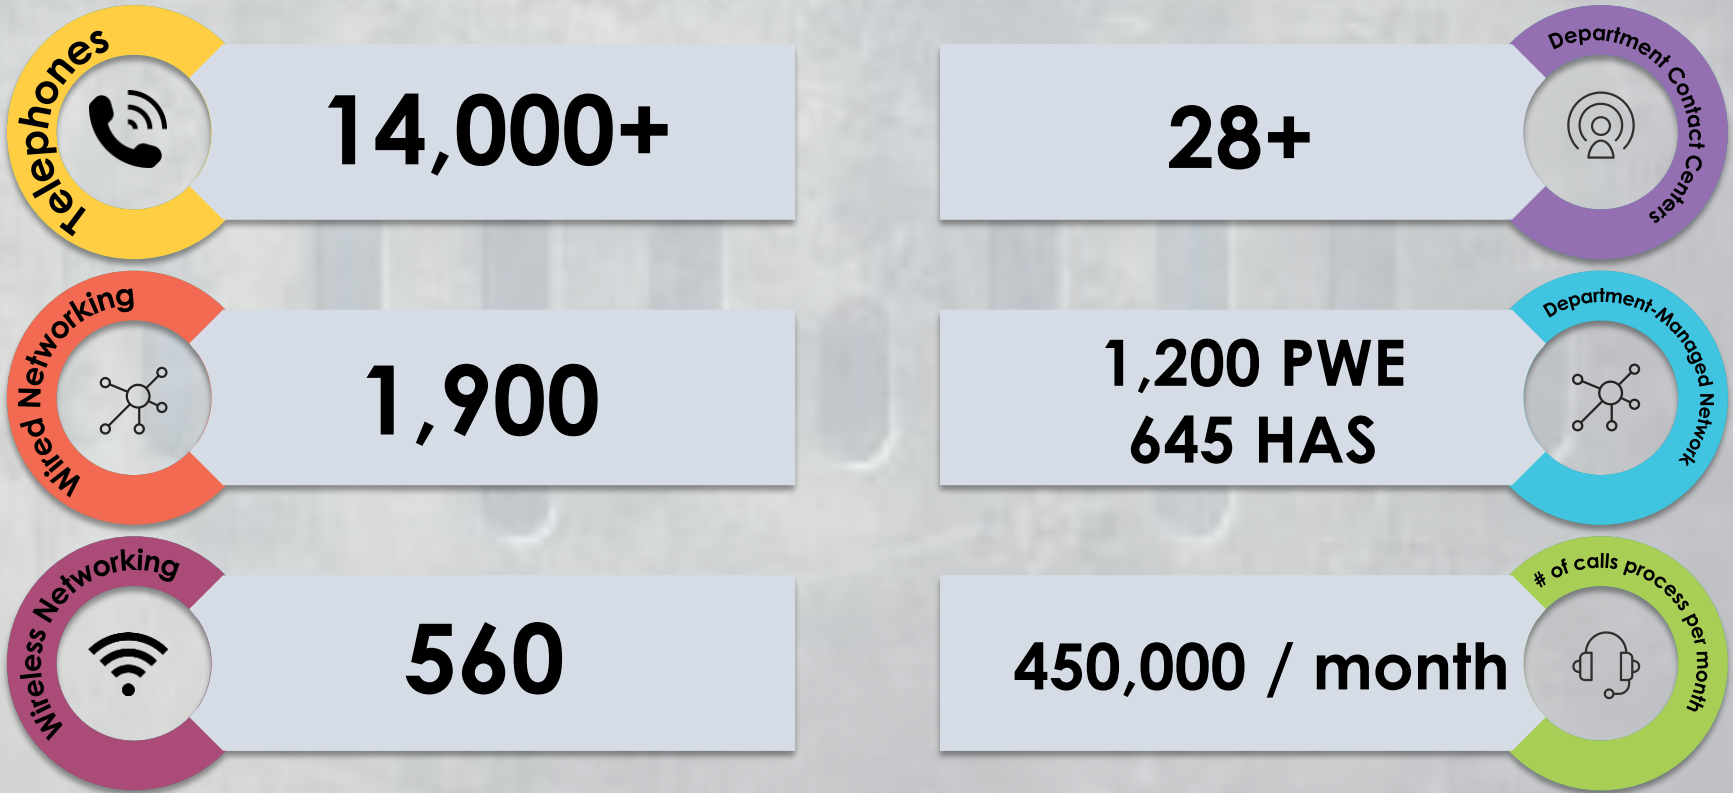 Telephones
14,000+
Wired Networking
1,900
Wireless Networking
560
Department Contact Centers
28+
Department-Managed Network
1,200 PWE
645 HAS
# of calls process per month
450,000 / month